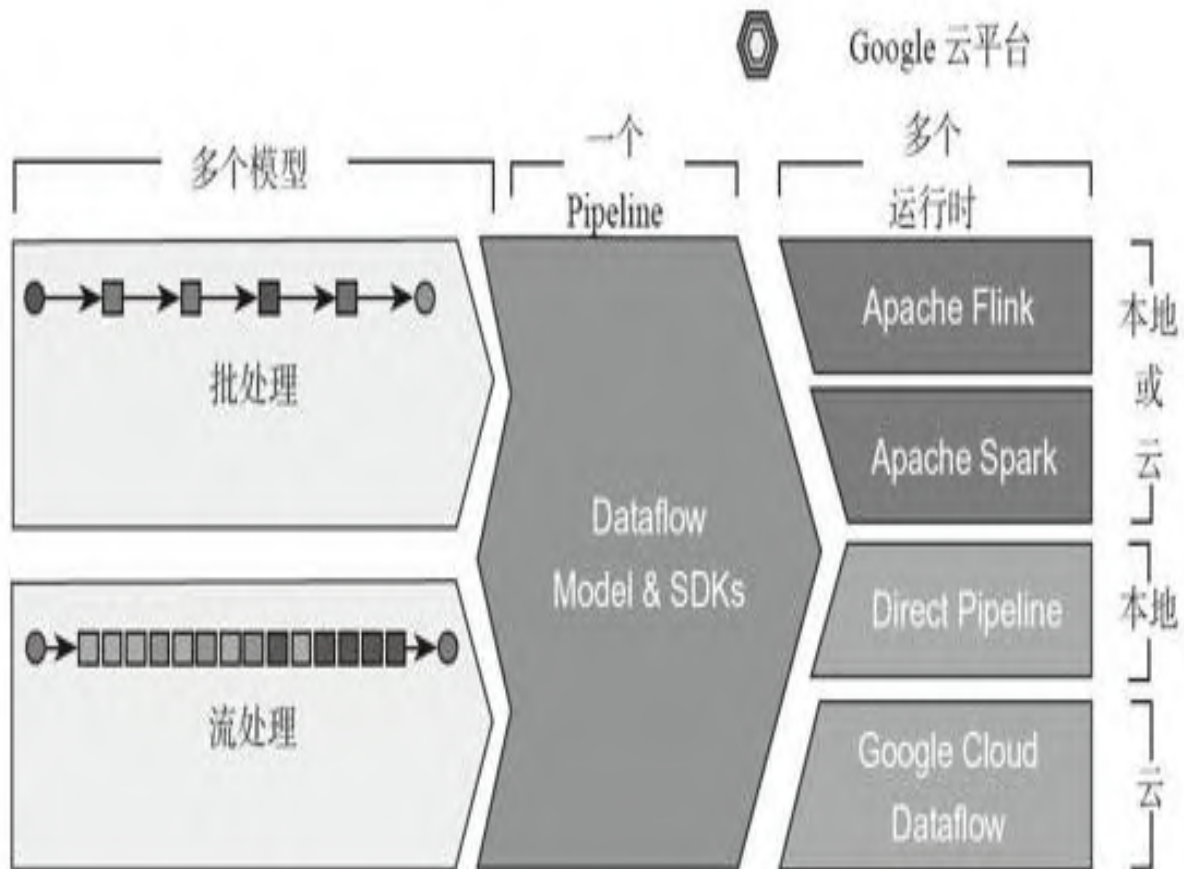 Google 云平台
多个模型
一个
Pipeline
多个
运行时
批处理
流处理
Dataflow
Model & SDKs
Apache Flink
Apache Spark
Direct Pipeline
Google Cloud
Dataflow
本地
或
云
本地
云